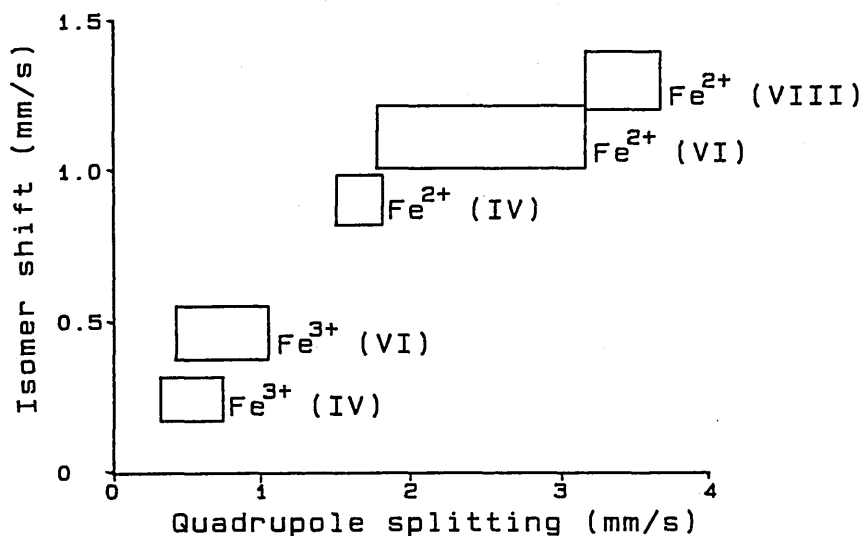 1.5
Fe2+ (VIII)
Fe2+ (VI)
1.0
Fe2+ (IV)
0.5
Fe3+ (VI)
Fe3+ (IV)
0
0 1 2 3 4
Quadrupole splitting (mm/s)
Isomer shift (mm/s)